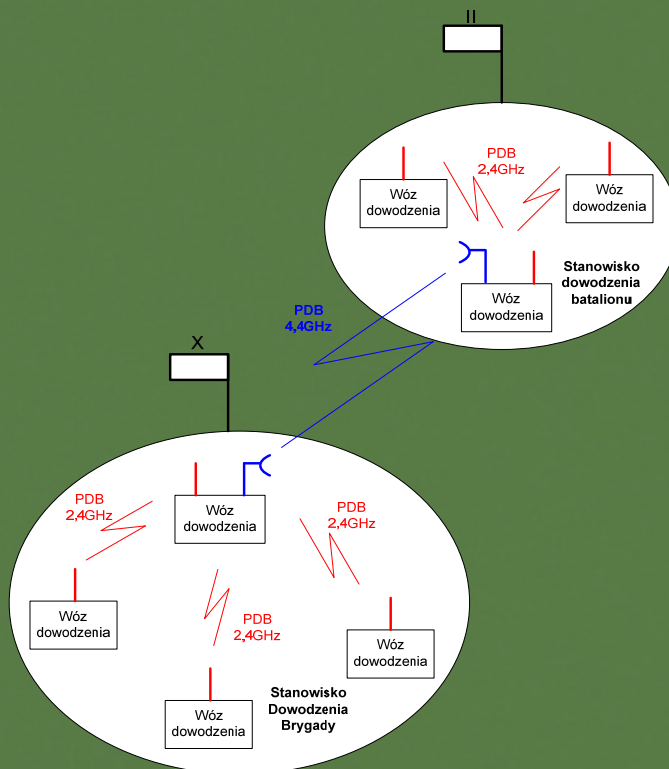 II
PDB
2,4GHz
Wóz
dowodzenia
Wóz
dowodzenia
Wóz
dowodzenia
Stanowisko
dowodzenia
batalionu
PDB
4,4GHz
X
Wóz
dowodzenia
PDB
2,4GHz
PDB
2,4GHz
PDB
2,4GHz
Wóz
dowodzenia
Wóz
dowodzenia
Wóz
dowodzenia
Stanowisko
Dowodzenia
Brygady